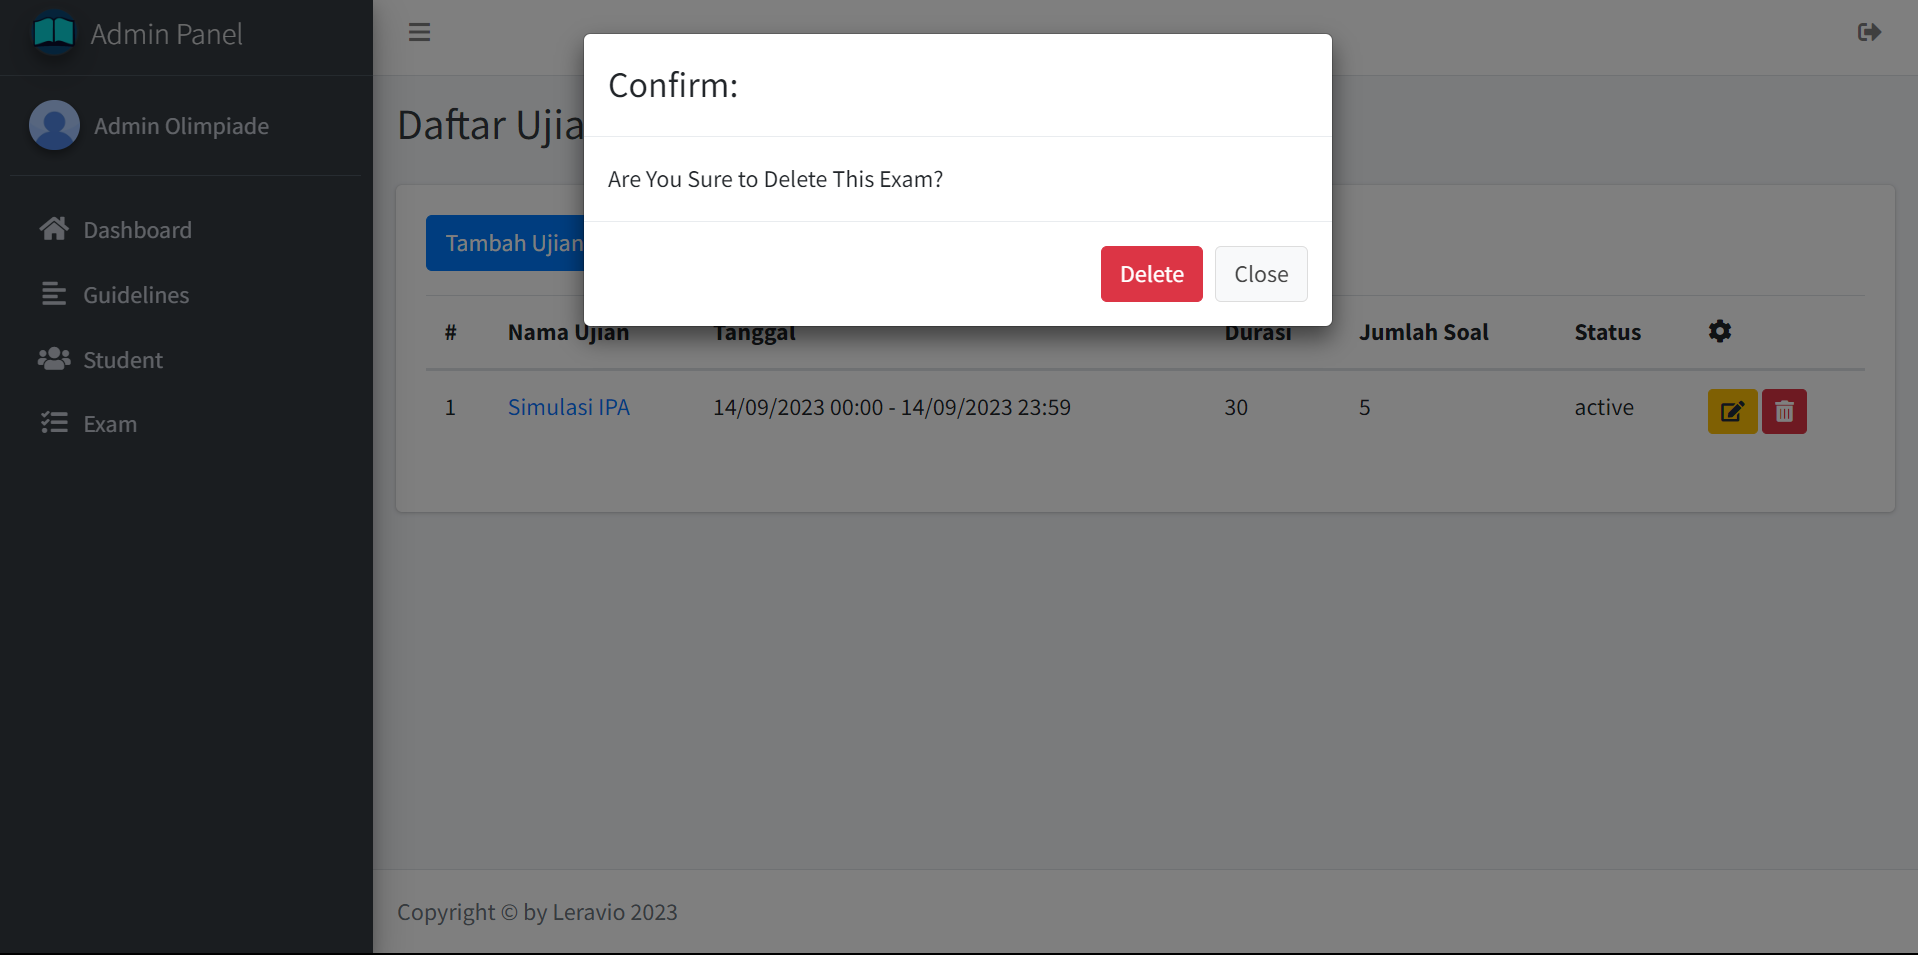 Admin Panel
Admin Olimpiade
Dashboard
Guidelines
Student
Exam
Confirm:
Are You Sure to Delete This Exam?
Delete Close
Daftar Ujia
Tambah Ujian
# Nama Ujian Tanggal Durasi Jumlah Soal Status
1 Simulasi IPA 14/09/2023 00:00 - 14/09/2023 23:59 30 5 active
Copyright © by Leravio 2023